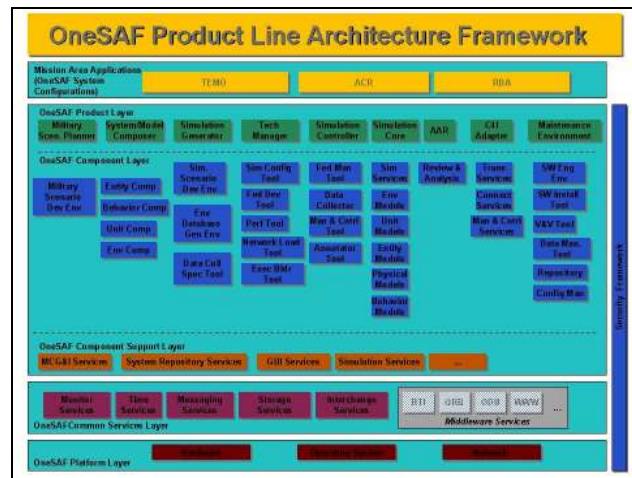 OneSAF Product Line Architecture Framework
Mission Area Applications
(OneSAF System
Configurations)
TEMO
ACR
RDA
OneSAF Product Layer
Military
Scen. Planner
System/Model
Composer
Simulation
Generator
Tech
Manager
Simulation
Controller
Simulation
Core
AAR
C4I
Adapter
Maintenance
Environment
OneSAF Component Layer
Military
Scenario
Dev Env
Entity Comp
Behavior Comp
Unit Comp
Env Comp
Sim.
Scenario
Dev Env
Env
Database
Gen Env
Data Coll
Spec Tool
Sim Config
Tool
Fed Dev
Tool
Perf Tool
Network Load
Tool
Exec BMr
Tool
Fed Man
Tool
Data
Collector
Man & Cntrl
Tool
Annotator
Tool
Sim
Services
Env
Models
Unit
Models
Entity
Models
Physical
Models
Behavior
Models
Review &
Analysis
Trans.
Services
Connect
Services
Man & Cntrl
Services
SW Eng
Env
SW Install
Tool
V&V Tool
Data Man.
Tool
Repository
Config Man
OneSAF Component Support Layer
MCG&I Services
System Repository Services
GUI Services
Simulation Services
...
Monitor
Services
Time
Services
Messaging
Services
Storage
Services
Interchange
Services
RTI
ORB
ODB
WWW
...
Middleware Services
OneSAFCommon Services Layer
Hardware
Operating System
Network
OneSAF Platform Layer
Security Framework